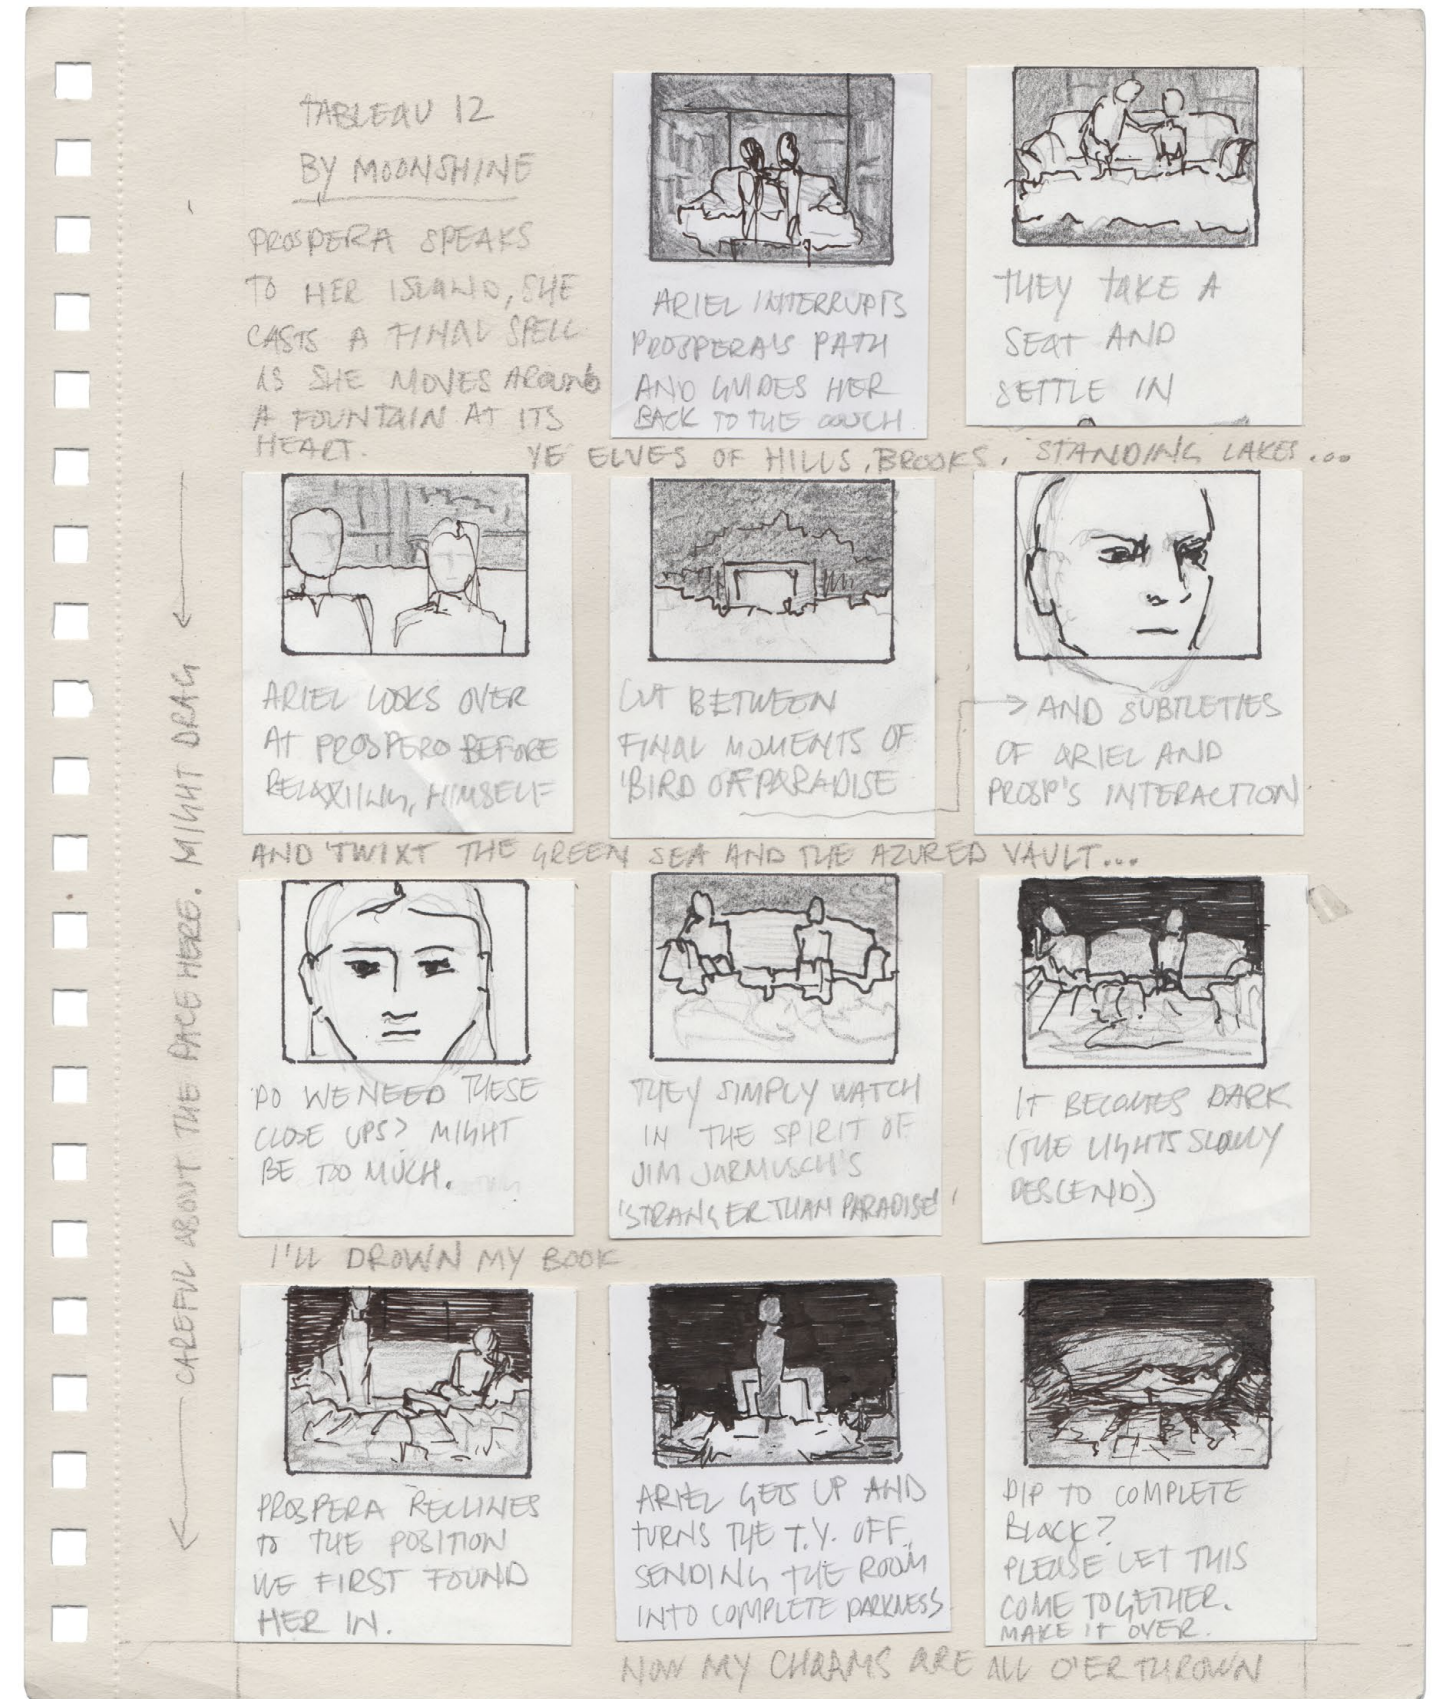 TABLEAU 12
BY MOONSHINE
PROSPERA SPEAKS
TO HER ISLAND, SHE
CASTS A FINAL SPELL
AS SHE MOVES AROUND
A FOUNTAIN AT ITS
HEART.
ARIEL INTERRUPTS
PROSPERA'S PATH
AND GUIDES HER
BACK TO THE COUCH
THEY TAKE A
SEAT AND
SETTLE IN
YE ELVES OF HILLS, BROOKS, STANDING LAKES...
ARIEL LOOKS OVER
AT PROSPERO BEFORE
RELAXIING, HIMSELF
CUT BETWEEN
FINAL MOMENTS OF
'BIRD OF PARADISE
→ AND SUBTLETIES
OF ARIEL AND
PROSP'S INTERACTION
AND 'TWIXT THE GREEN SEA AND THE AZURED VAULT...
DO WE NEED THESE
CLOSE UPS? MIGHT
BE TOO MUCH.
THEY SIMPLY WATCH
IN THE SPIRIT OF
JIM JARMUSCH'S
'STRANGER THAN PARADISE'
IT BECOMES DARK
(THE LIGHTS SLOWLY
DESCEND)
I'LL DROWN MY BOOK
PROSPERA RECLINES
TO THE POSITION
WE FIRST FOUND
HER IN.
ARIEL GETS UP AND
TURNS THE T.V. OFF,
SENDING THE ROOM
INTO COMPLETE DARKNESS.
DIP TO COMPLETE
BLACK?
PLEASE LET THIS
COME TOGETHER.
MAKE IT OVER.
NOW MY CHARMS ARE ALL O'ER THROWN
CAREFUL ABOUT THE PACE HERE. MIGHT DRAG